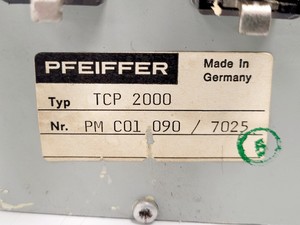 PFEIFFER
Made In
Germany
Typ TCP 2000
Nr. PM C01 090 / 7025